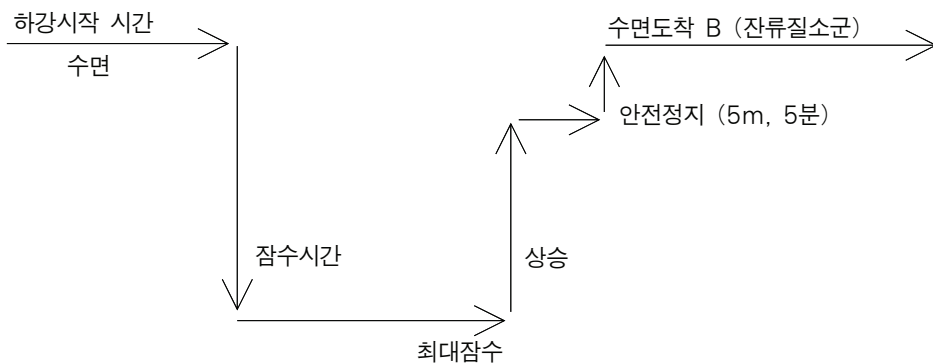 하강시작 시간
수면도착 B (잔류질소군)
수면
안전정지 (5m, 5분)
잠수시간
상승
최대잠수